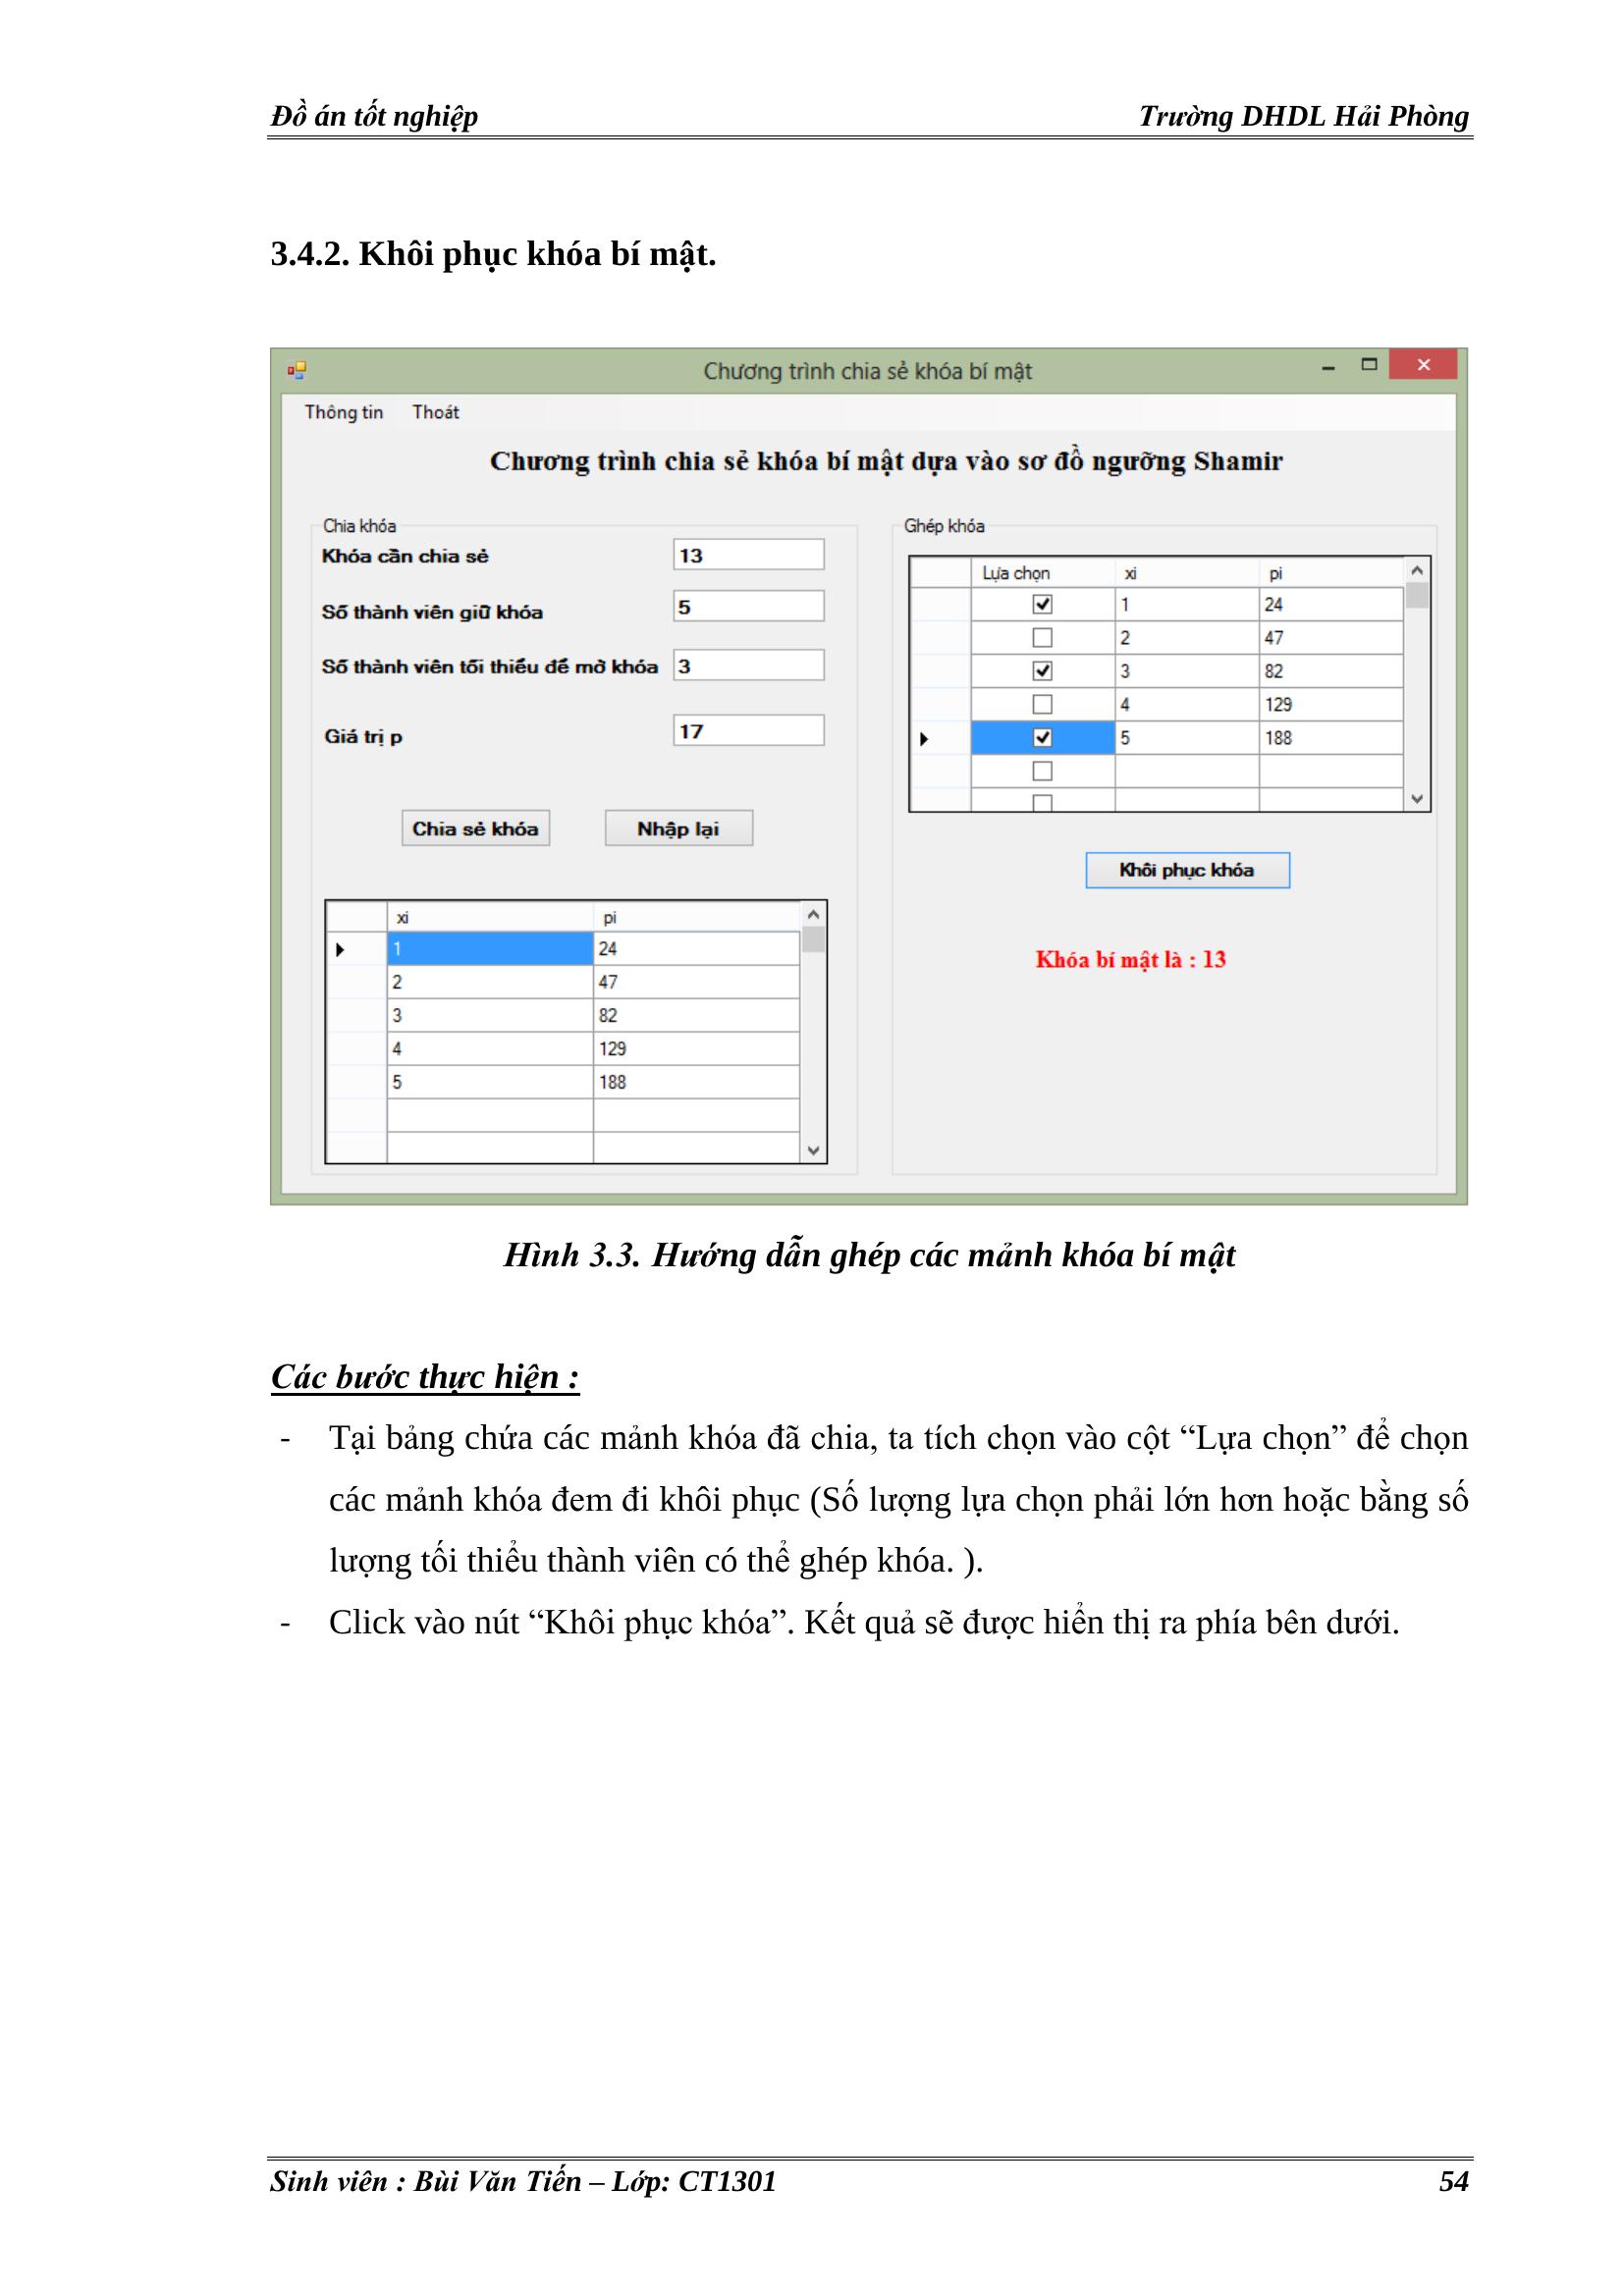 Đồ án tốt nghiệp Trường DHDL Hải Phòng
3.4.2. Khôi phục khóa bí mật.
Chương trình chia sẻ khóa bí mật
Thông tin Thoát
Chương trình chia sẻ khóa bí mật dựa vào sơ đồ ngưỡng Shamir
Chia khóa
Khóa cần chia sẻ 13
Số thành viên giữ khóa 5
Số thành viên tối thiểu để mở khóa 3
Giá trị p 17
Chia sẻ khóa Nhập lại
xi pi
1 24
2 47
3 82
4 129
5 188
Ghép khóa
Lựa chọn xi pi
1 24
2 47
3 82
4 129
5 188
Khôi phục khóa
Khóa bí mật là : 13
Hình 3.3. Hướng dẫn ghép các mảnh khóa bí mật
Các bước thực hiện :
- Tại bảng chứa các mảnh khóa đã chia, ta tích chọn vào cột “Lựa chọn” để chọn
các mảnh khóa đem đi khôi phục (Số lượng lựa chọn phải lớn hơn hoặc bằng số
lượng tối thiểu thành viên có thể ghép khóa. ).
- Click vào nút “Khôi phục khóa”. Kết quả sẽ được hiển thị ra phía bên dưới.
Sinh viên : Bùi Văn Tiến – Lớp: CT1301 54